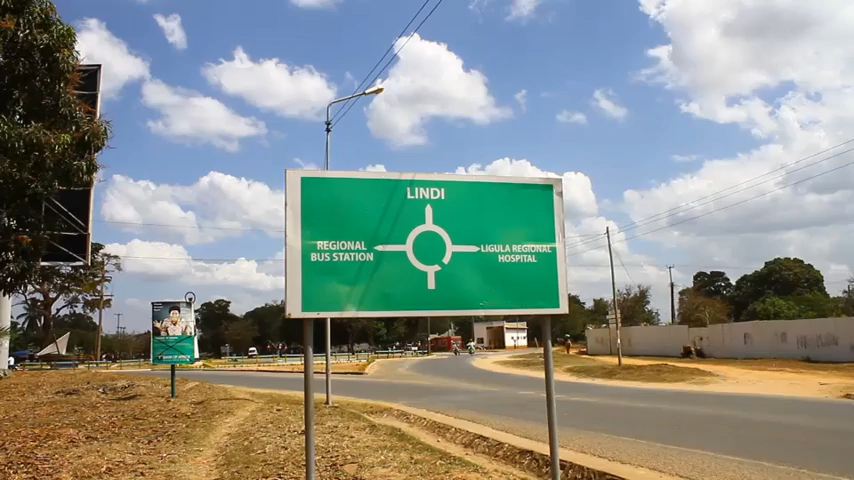 LINDI
REGIONAL
BUS STATION
LIGULA REGIONAL
HOSPITAL